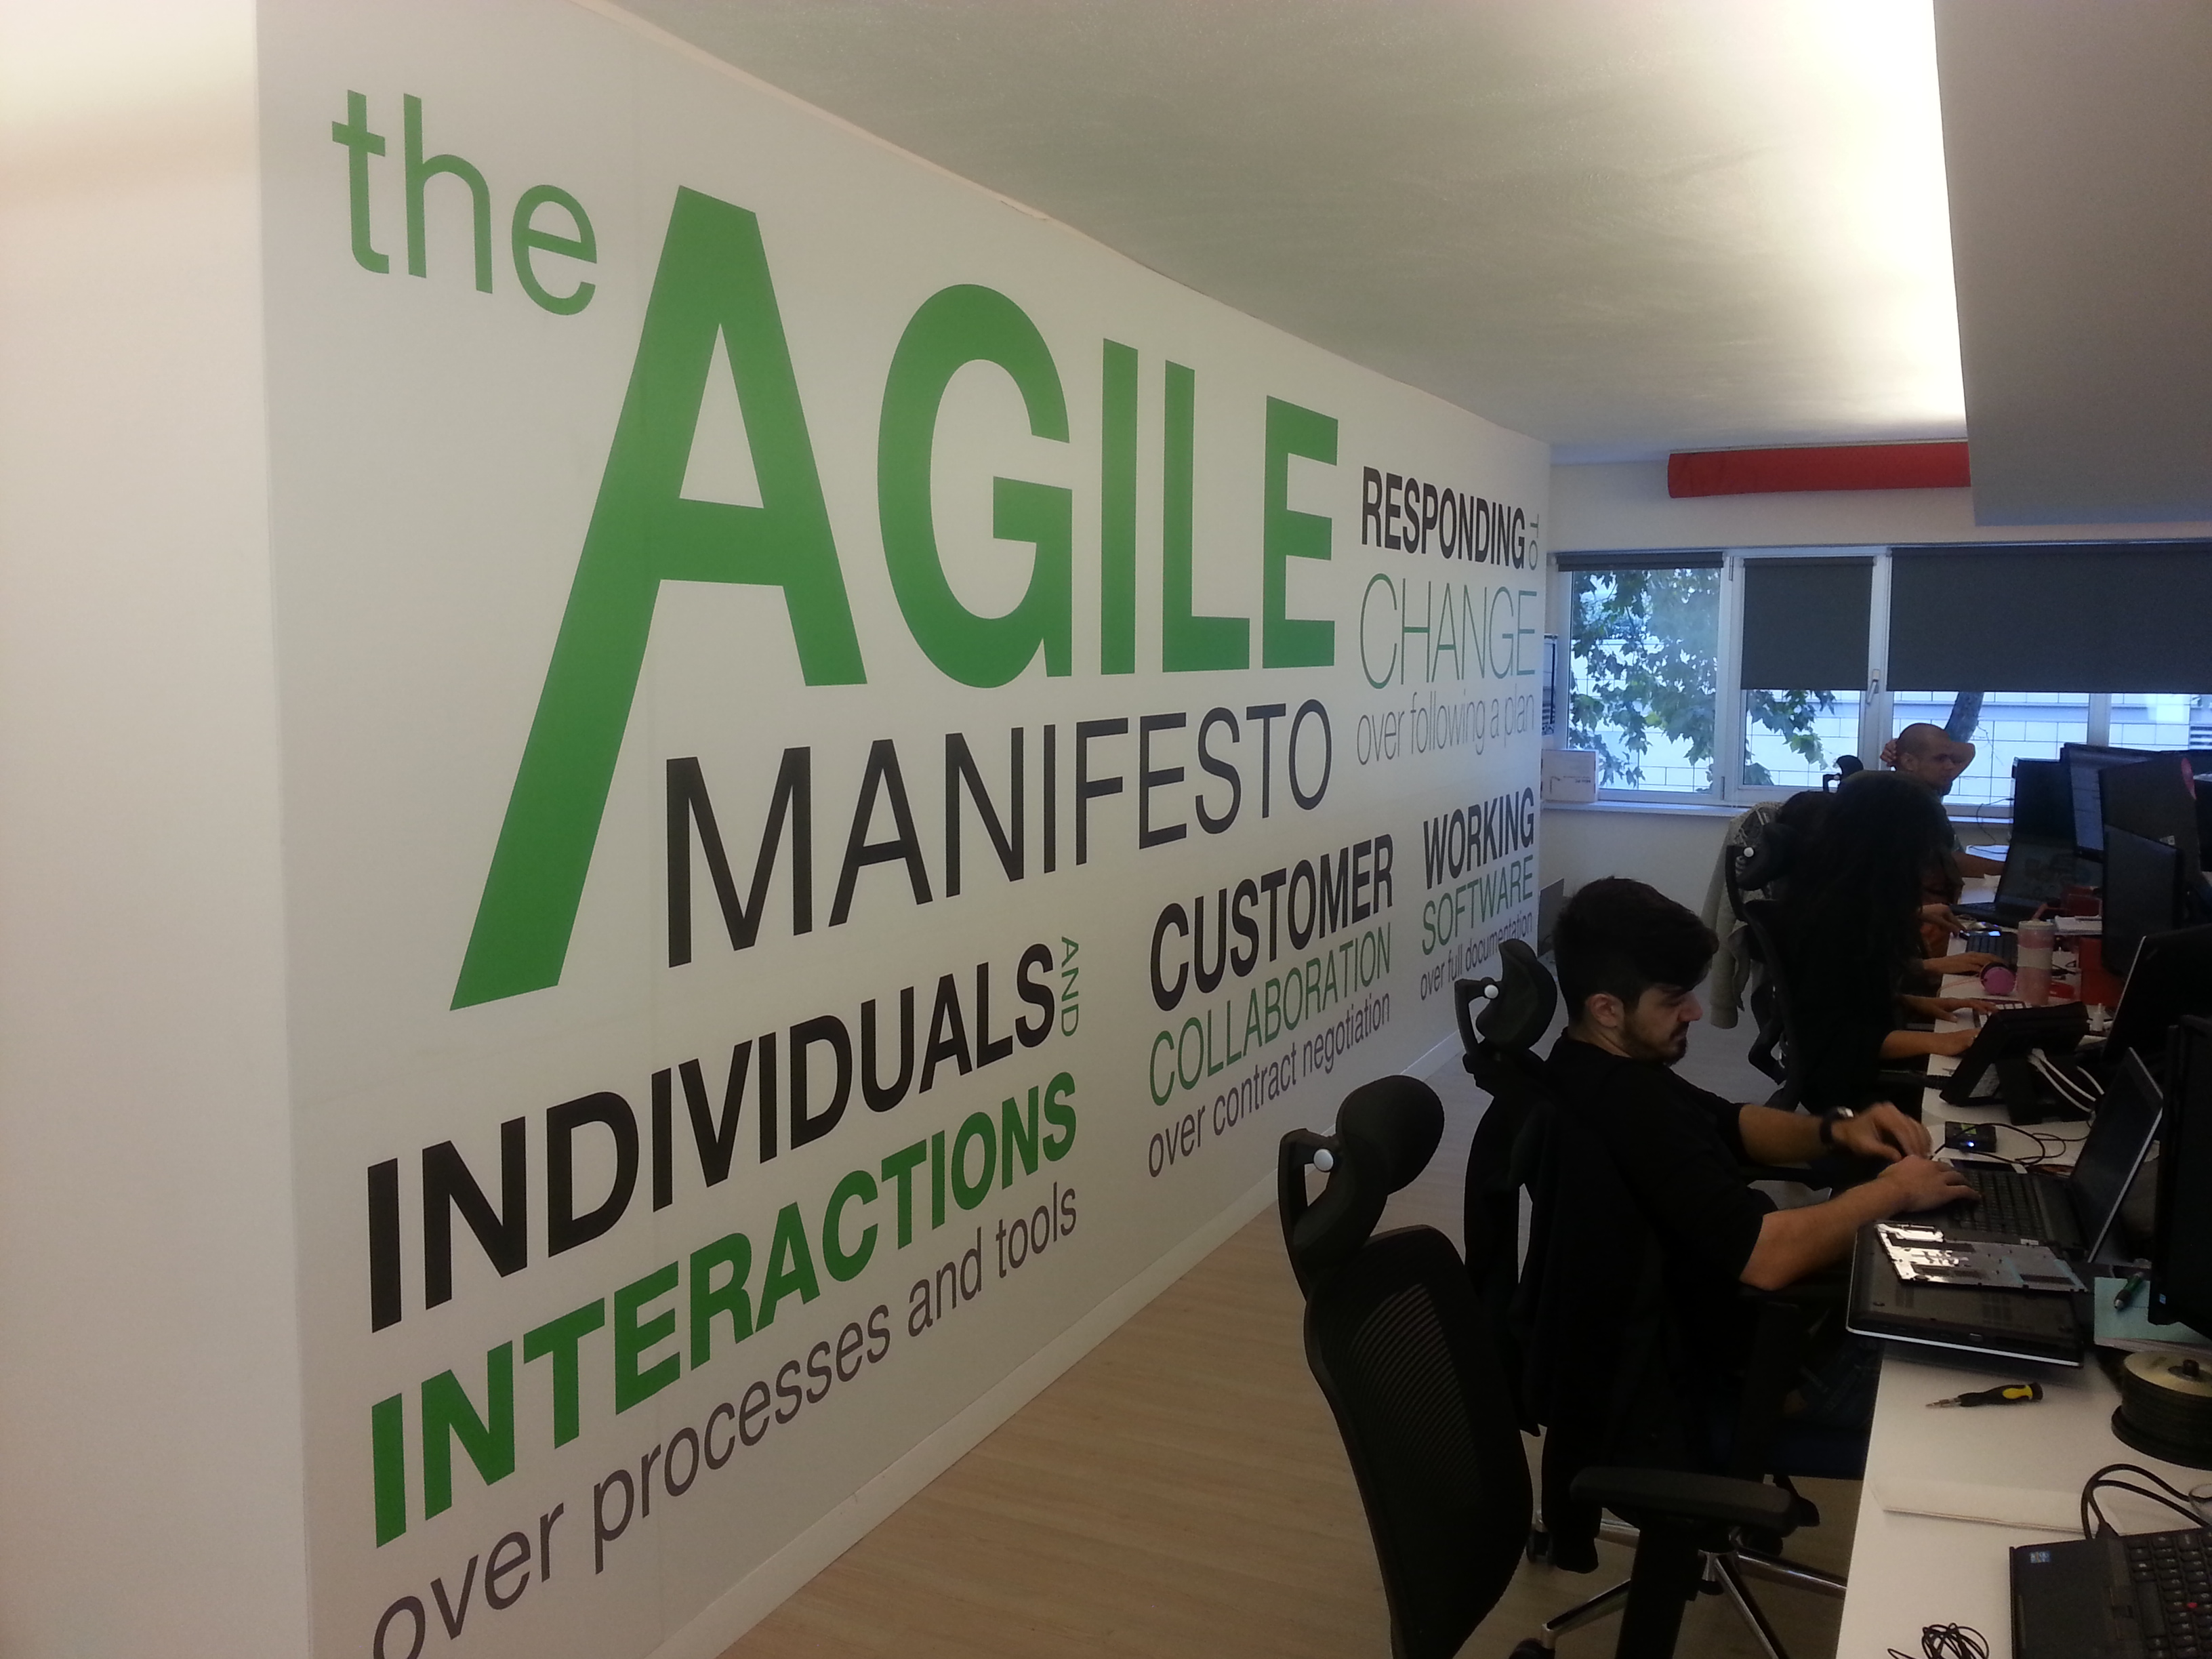 the
AGILE
MANIFESTO
RESPONDING TO
CHANGE
over following a plan
INDIVIDUALS AND
INTERACTIONS
over processes and tools
CUSTOMER
COLLABORATION
over contract negotiation
WORKING
SOFTWARE
over full documentation